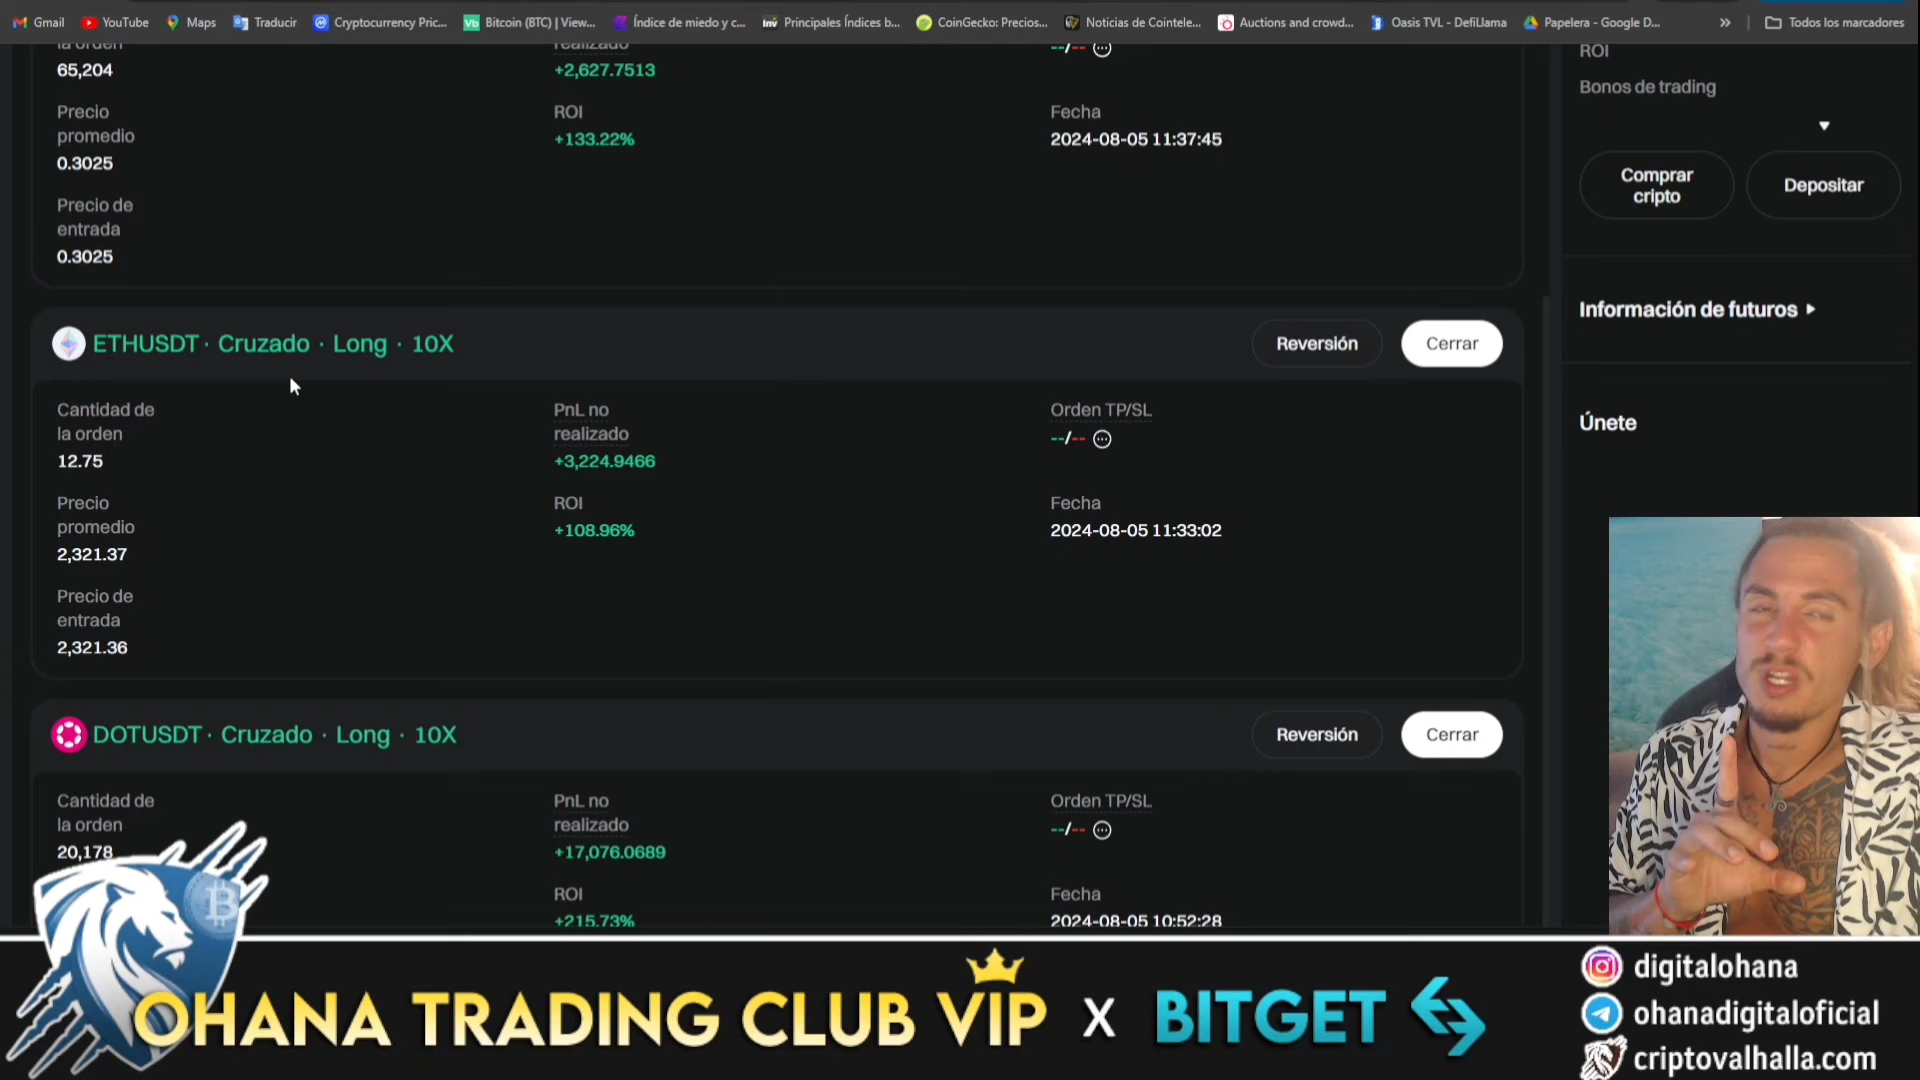 Gmail YouTube Maps Traducir Cryptocurrency Pric... Bitcoin (BTC) | View... Índice de miedo y c... Principales Índices b... CoinGecko: Precios... Noticias de Cointele... Auctions and crowd... Oasis TVL - DefiLlama Papelera - Google D... » Todos los marcadores
la orden realizado --/--
65,204 +2,627.7513
Precio promedio ROI Fecha
0.3025 +133.22% 2024-08-05 11:37:45
Precio de entrada
0.3025
ROI
Bonos de trading
Comprar cripto Depositar
Información de futuros
Únete
ETHUSDT · Cruzado · Long · 10X Reversión Cerrar
Cantidad de la orden PnL no realizado Orden TP/SL
12.75 +3,224.9466 --/--
Precio promedio ROI Fecha
2,321.37 +108.96% 2024-08-05 11:33:02
Precio de entrada
2,321.36
DOTUSDT · Cruzado · Long · 10X Reversión Cerrar
Cantidad de la orden PnL no realizado Orden TP/SL
20,178 +17,076.0689 --/--
ROI Fecha
+215.73% 2024-08-05 10:52:28
OHANA TRADING CLUB VIP X BITGET
digitalohana
ohanadigitaloficial
criptovalhalla.com